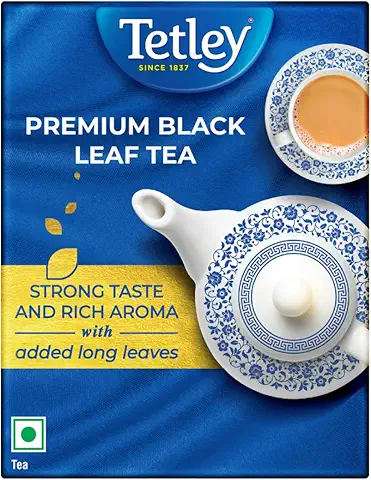 Tetley
SINCE 1837
PREMIUM BLACK
LEAF TEA
STRONG TASTE
AND RICH AROMA
with
added long leaves
Tea